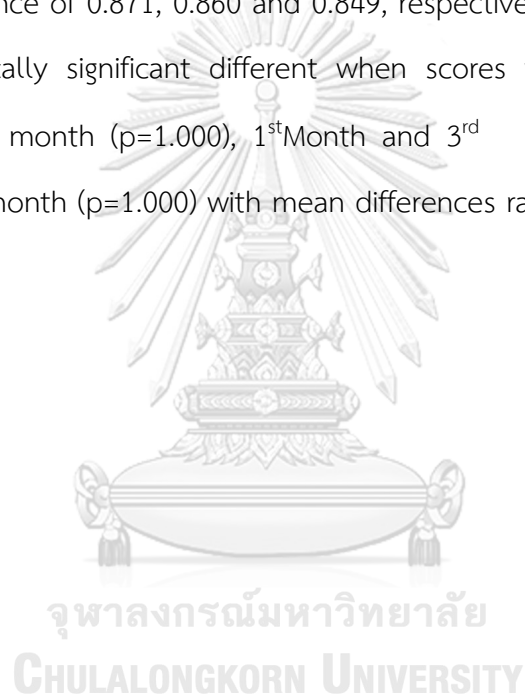 nce of 0.871, 0.860 and 0.849, respective
cally significant different when scores
month (p=1.000), 1stMonth and 3rd
month (p=1.000) with mean differences ra
จุฬาลงกรณ์มหาวิทยาลัย
CHULALONGKORN UNIVERSITY